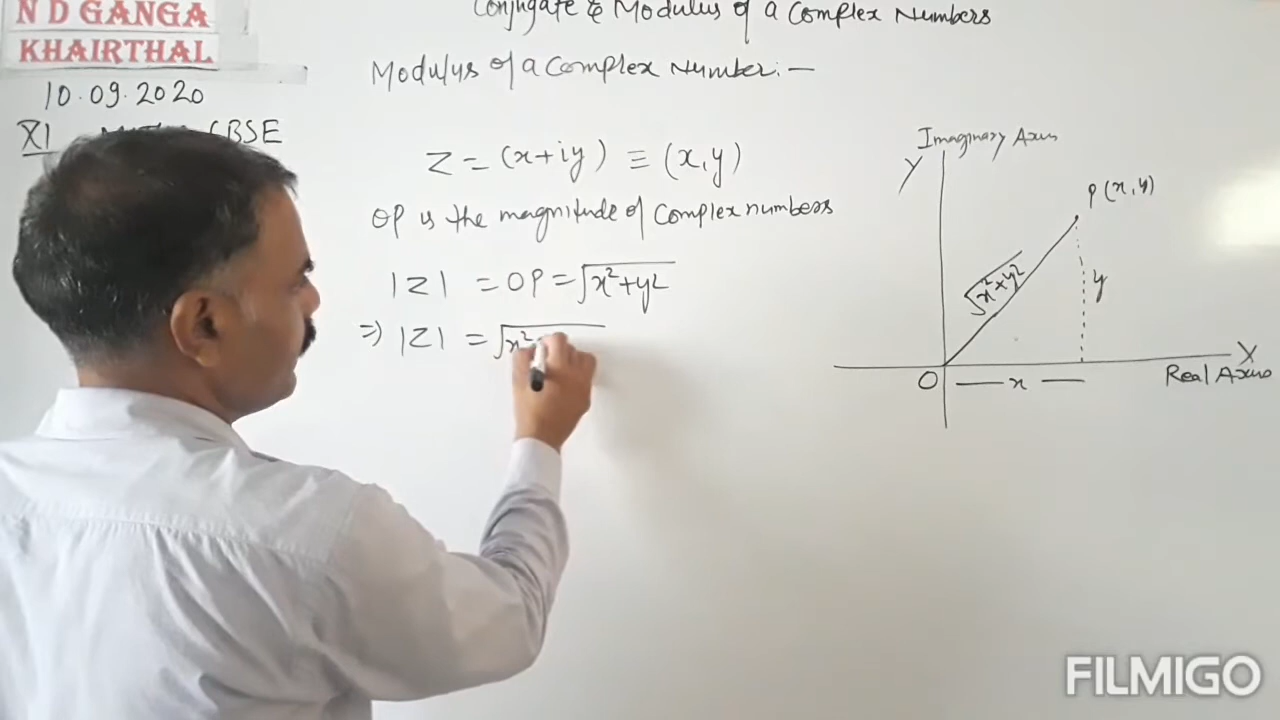 N D GANGA
KHAIRTHAL
10.09.2020
XI CBSE
Conjugate & Modulus of a Complex Numbers
Modulus of a Complex Number:—
Z = (x+iy) ≡ (x,y)
OP is the magnitude of Complex numbers
|Z| = OP = √x²+y²
⇒ |Z| = √x²
Imaginary Axis
Y
P(x,y)
√x²+y²
y
O x
X
Real Axis
FILMIGO